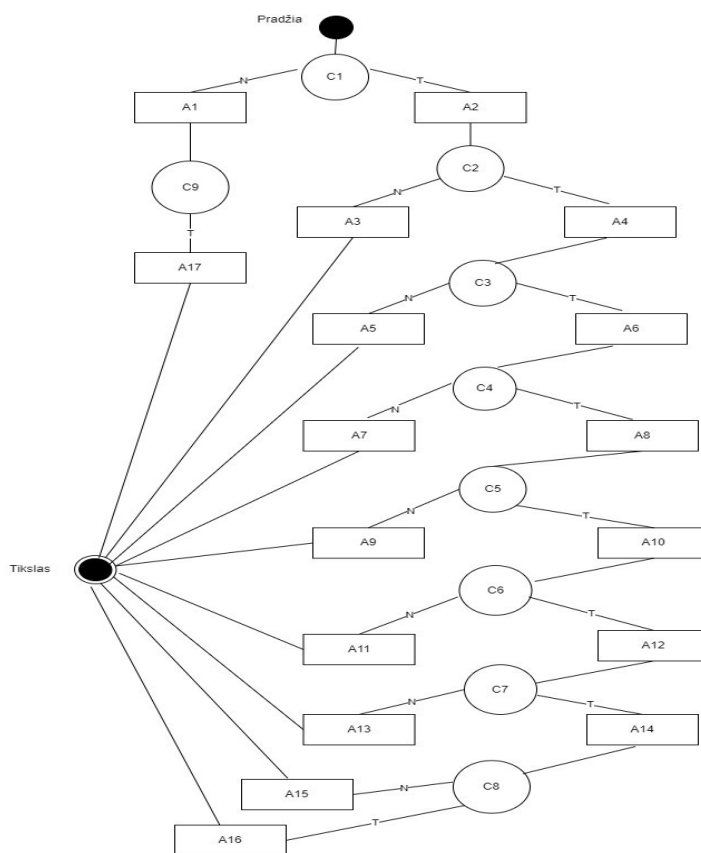 Pradžia
C1
N
T
A1
A2
C2
C9
N
T
A3
A4
T
A17
C3
N
T
A5
A6
C4
N
T
A7
A8
C5
N
T
A9
A10
Tikslas
C6
N
T
A11
A12
C7
N
T
A13
A14
C8
N
A15
T
A16